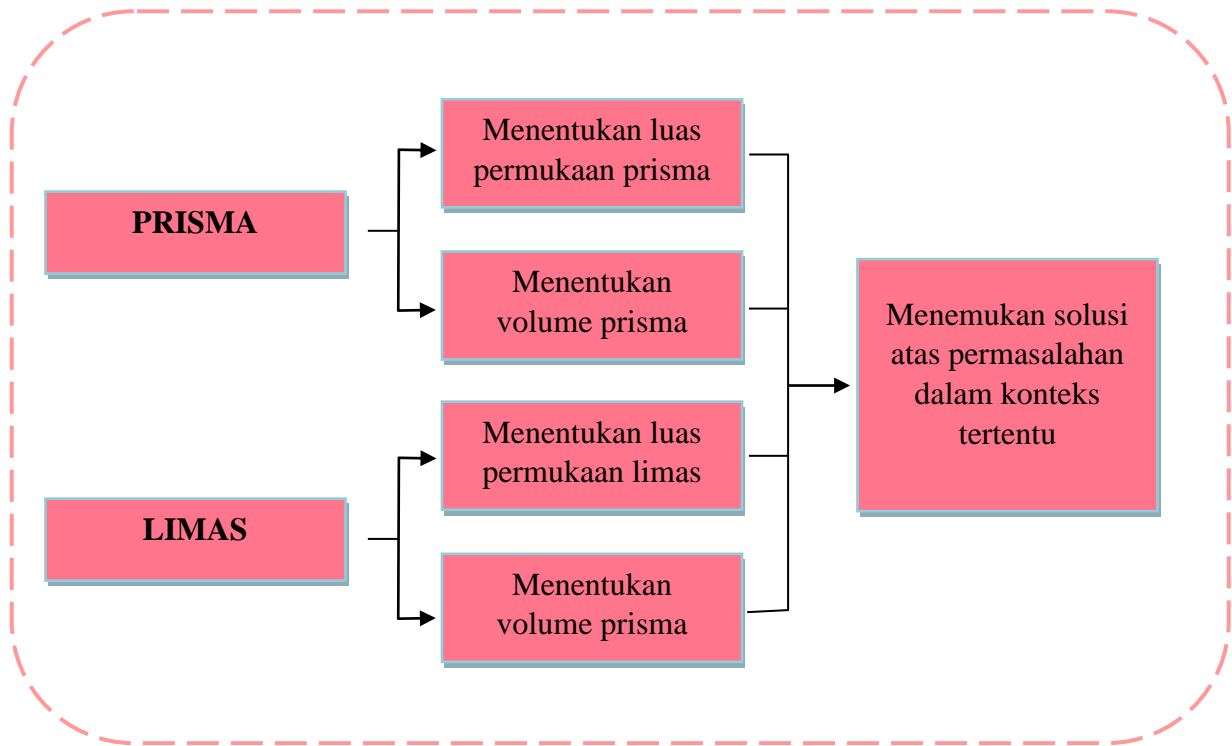 PRISMA
Menentukan luas
permukaan prisma
Menentukan
volume prisma
LIMAS
Menentukan luas
permukaan limas
Menentukan
volume prisma
Menemukan solusi
atas permasalahan
dalam konteks
tertentu